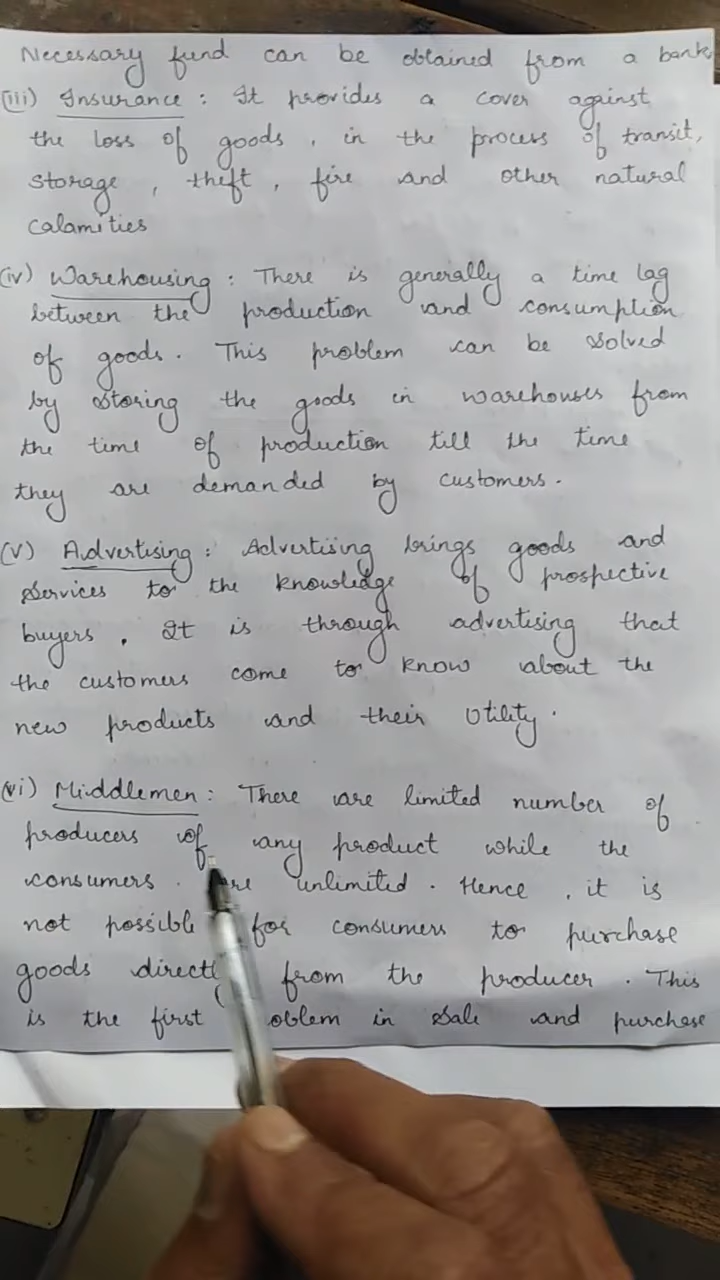 Necessary fund can be obtained from a bank
(iii) Insurance : It provides a cover against
the loss of goods, in the process of transit,
storage, theft, fire and other natural
calamities
(iv) Warehousing : There is generally a time lag
between the production and consumption
of goods. This problem can be solved
by storing the goods in warehouses from
the time of production till the time
they are demanded by customers.
(v) Advertising : Advertising brings goods and
services to the knowledge of prospective
buyers. It is through advertising that
the customers come to know about the
new products and their Utility.
(vi) Middlemen : There are limited number of
producers of any product while the
consumers. unlimited. Hence, it is
not possible for consumers to purchase
goods from the producer. This
is the first in Sale and purchase